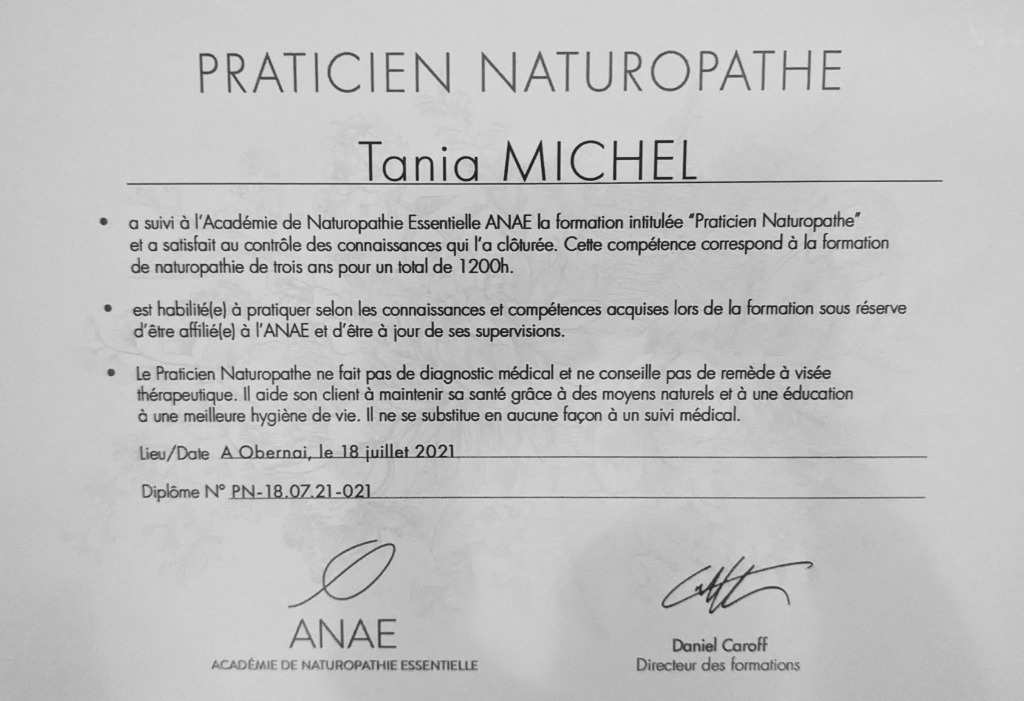 PRATICIEN NATUROPATHE
Tania MICHEL
• a suivi à l'Académie de Naturopathie Essentielle ANAE la formation intitulée "Praticien Naturopathe"
et a satisfait au contrôle des connaissances qui l'a clôturée. Cette compétence correspond à la formation
de naturopathie de trois ans pour un total de 1200h.
• est habilité(e) à pratiquer selon les connaissances et compétences acquises lors de la formation sous réserve
d'être affilié(e) à l'ANAE et d'être à jour de ses supervisions.
• Le Praticien Naturopathe ne fait pas de diagnostic médical et ne conseille pas de remède à visée
thérapeutique. Il aide son client à maintenir sa santé grâce à des moyens naturels et à une éducation
à une meilleure hygiène de vie. Il ne se substitue en aucune façon à un suivi médical.
Lieu/Date A Obernai, le 18 juillet 2021
Diplôme N° PN-18.07.21-021
ANAE
ACADÉMIE DE NATUROPATHIE ESSENTIELLE
Daniel Caroff
Directeur des formations